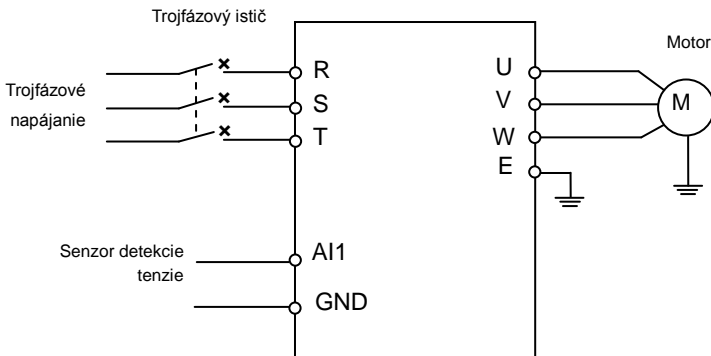 Trojfázový istič
Motor
Trojfázové
napájanie
R
S
T
U
V
W
E
M
Senzor detekcie
tenzie
AI1
GND